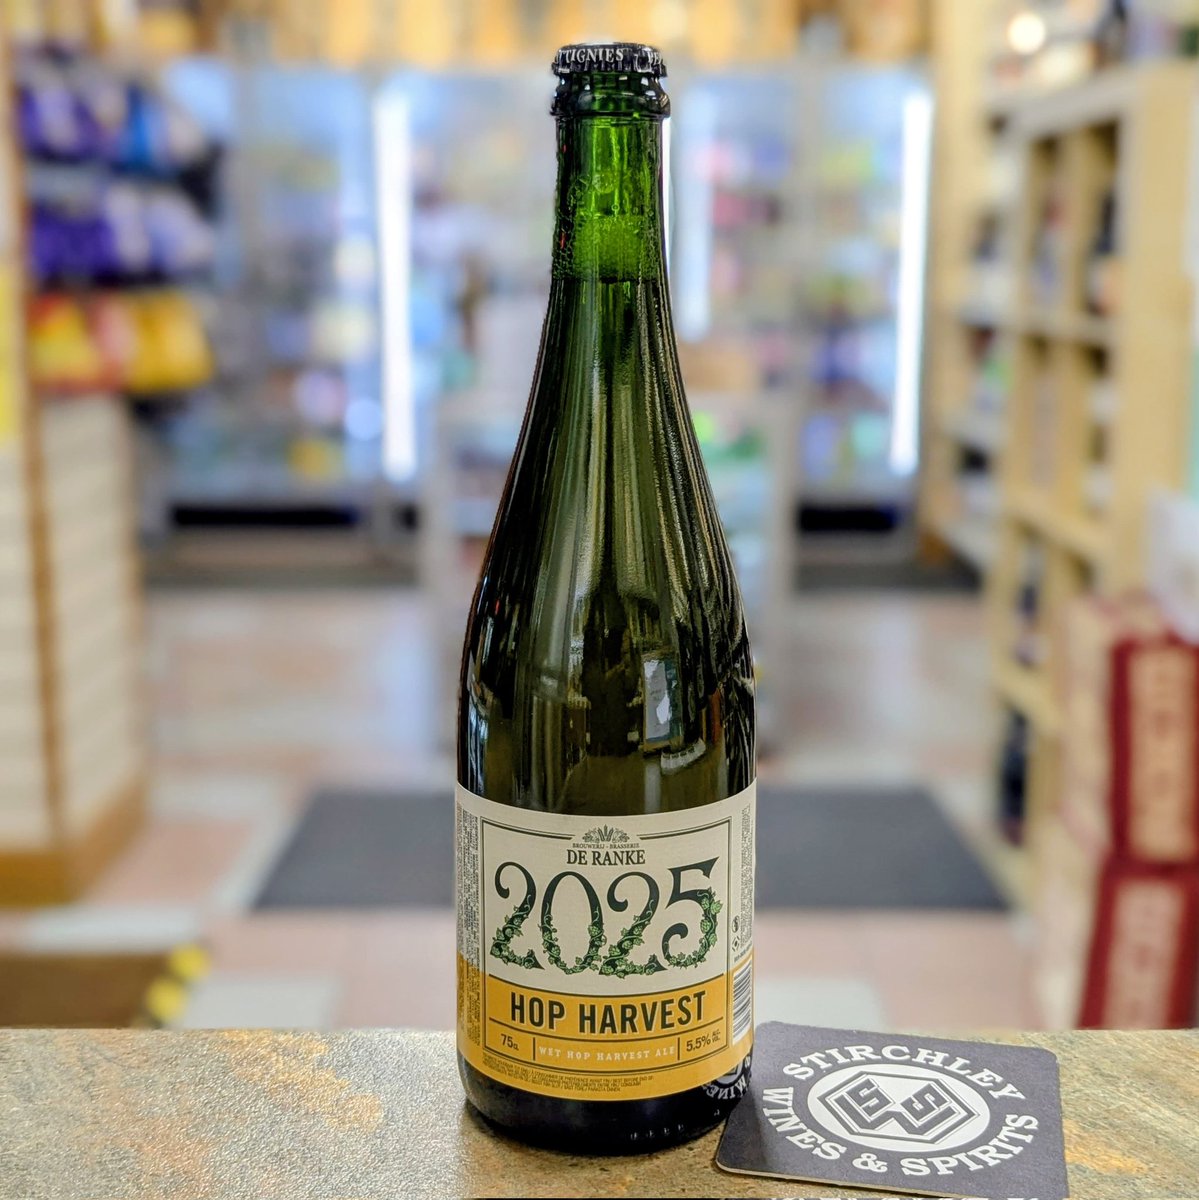 TIGNIES
BROUWERIJ - BRASSERIE
DE RANKE
2025
HOP HARVEST
75CL
WET HOP HARVEST ALE
5.5% ALC. VOL.
STIRCHLEY
WINES & SPIRITS